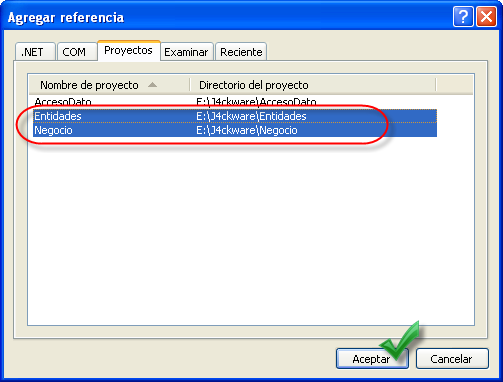 Agregar referencia
.NET COM Proyectos Examinar Reciente
Nombre de proyecto Directorio del proyecto
AccesoDato E:\J4ckware\AccesoDato
Entidades E:\J4ckware\Entidades
Negocio E:\J4ckware\Negocio
Aceptar Cancelar